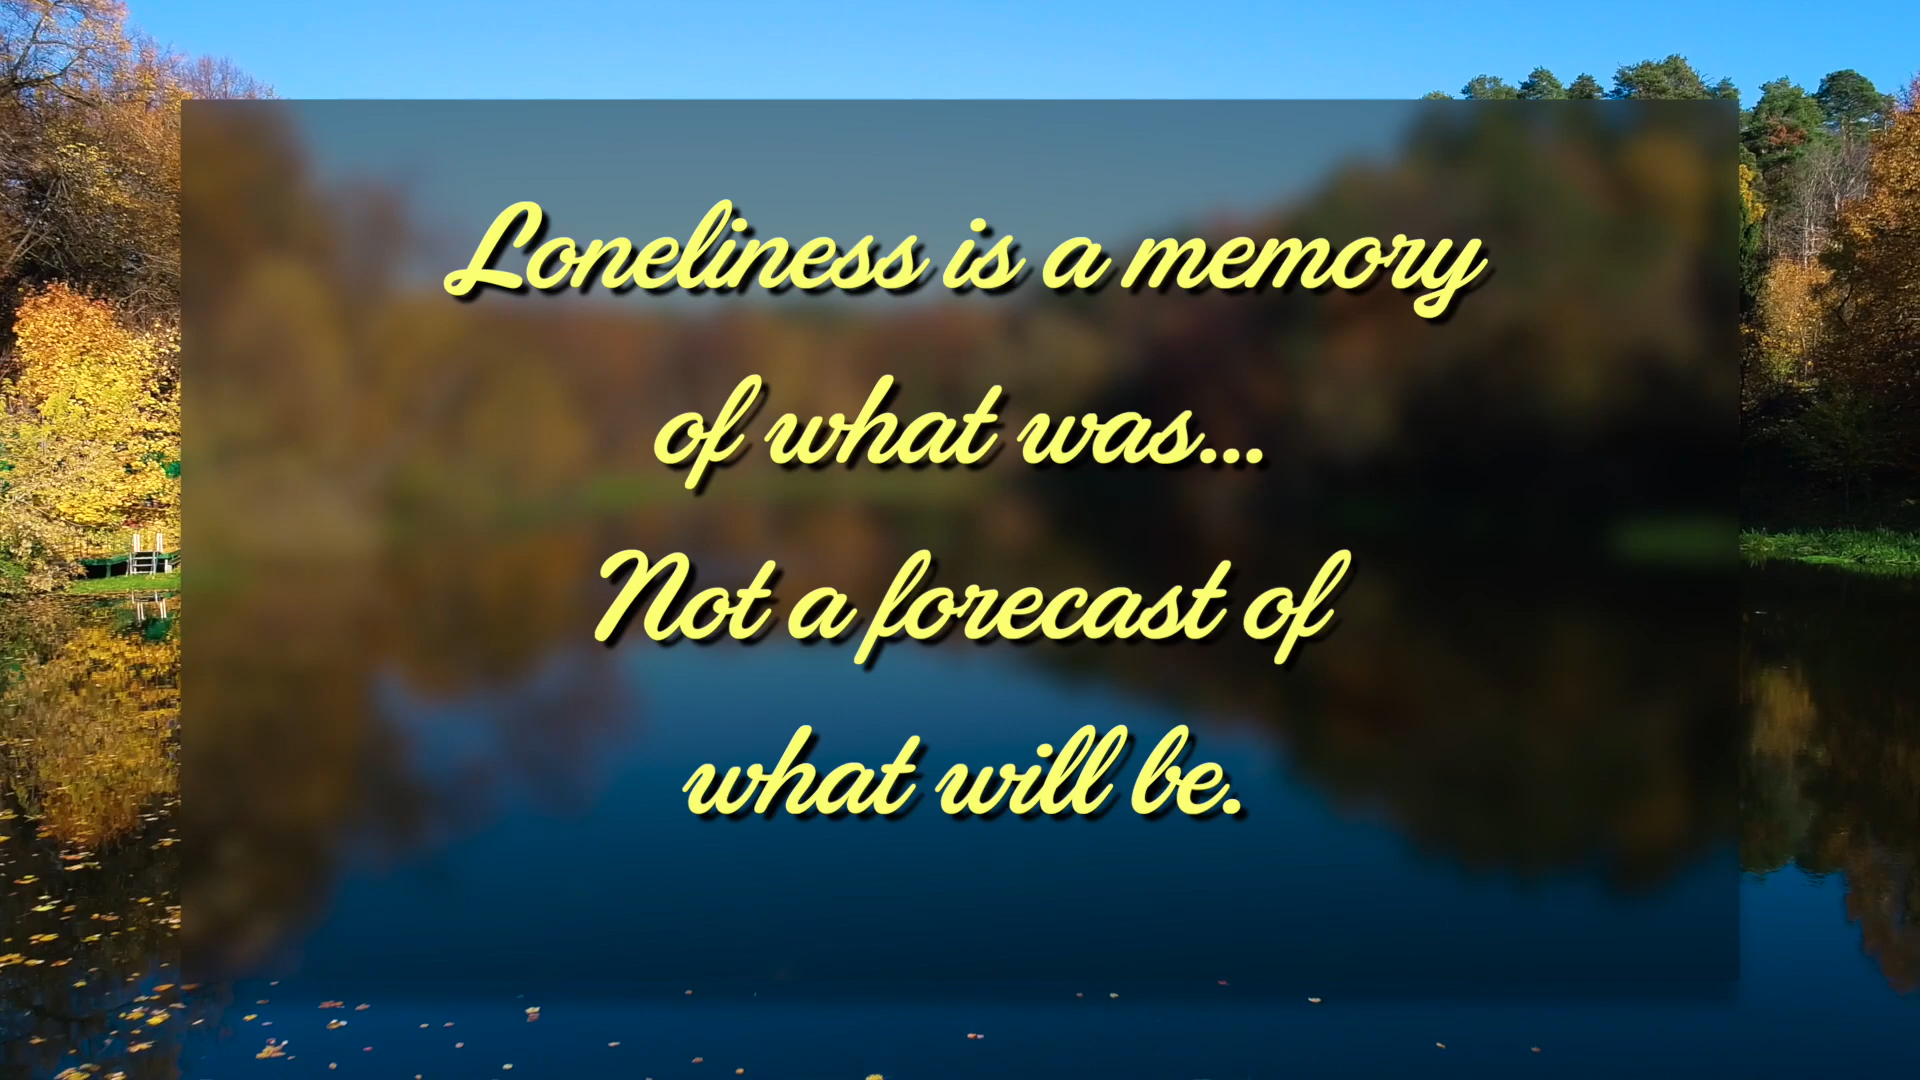 Loneliness is a memory
of what was...
Not a forecast of
what will be.